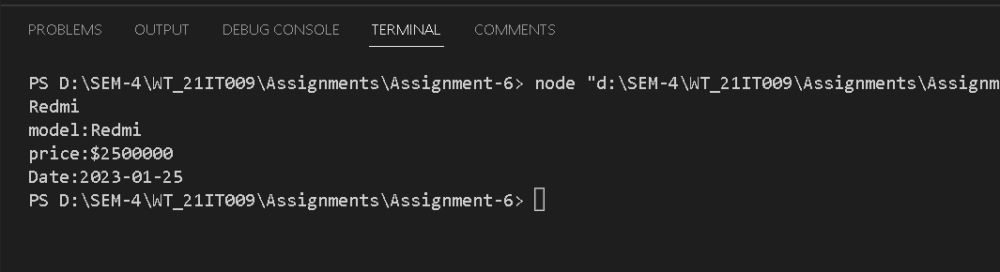 PROBLEMS OUTPUT DEBUG CONSOLE TERMINAL COMMENTS
PS D:\SEM-4\WT_21IT009\Assignments\Assignment-6> node "d:\SEM-4\WT_21IT009\Assignments\Assignm
Redmi
model:Redmi
price:$2500000
Date:2023-01-25
PS D:\SEM-4\WT_21IT009\Assignments\Assignment-6>